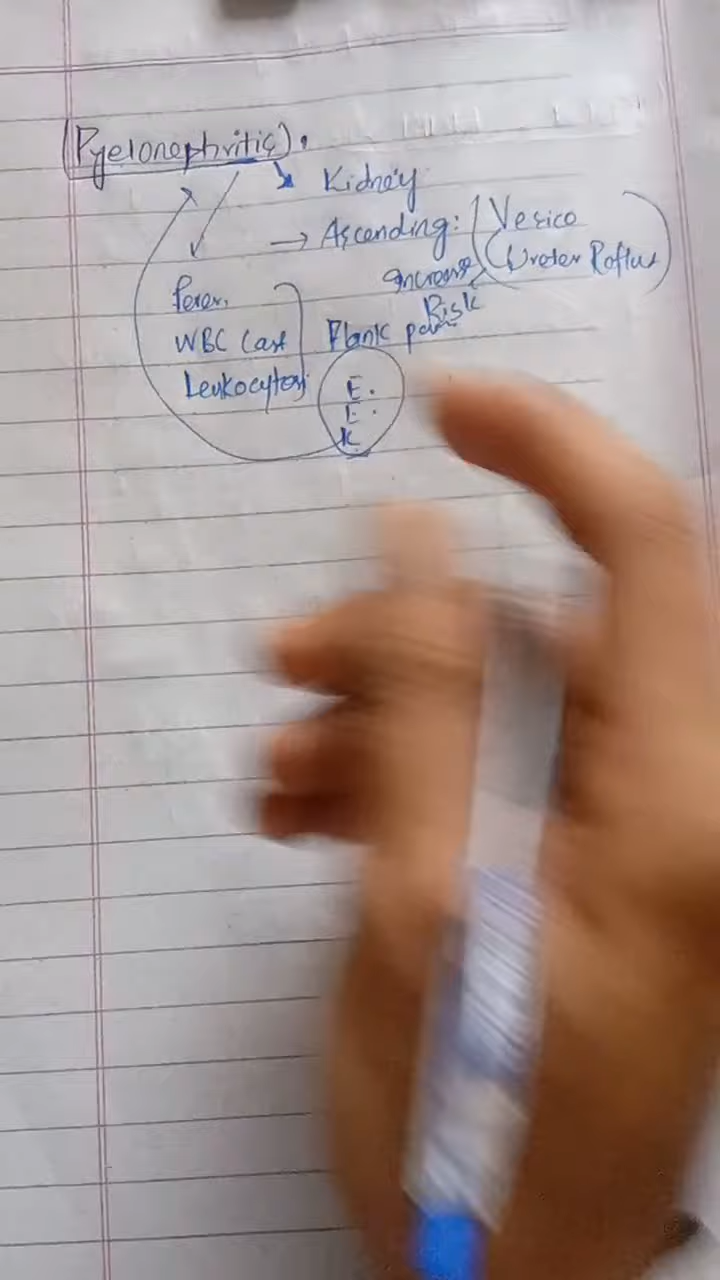 (Pyelonephritis).
Kidney
→ Ascending: (Vesico
Ureter Reflux)
Increase
Risk
Fever,
WBC Cast
Leukocytosis
Flank pain
E.
E.
K